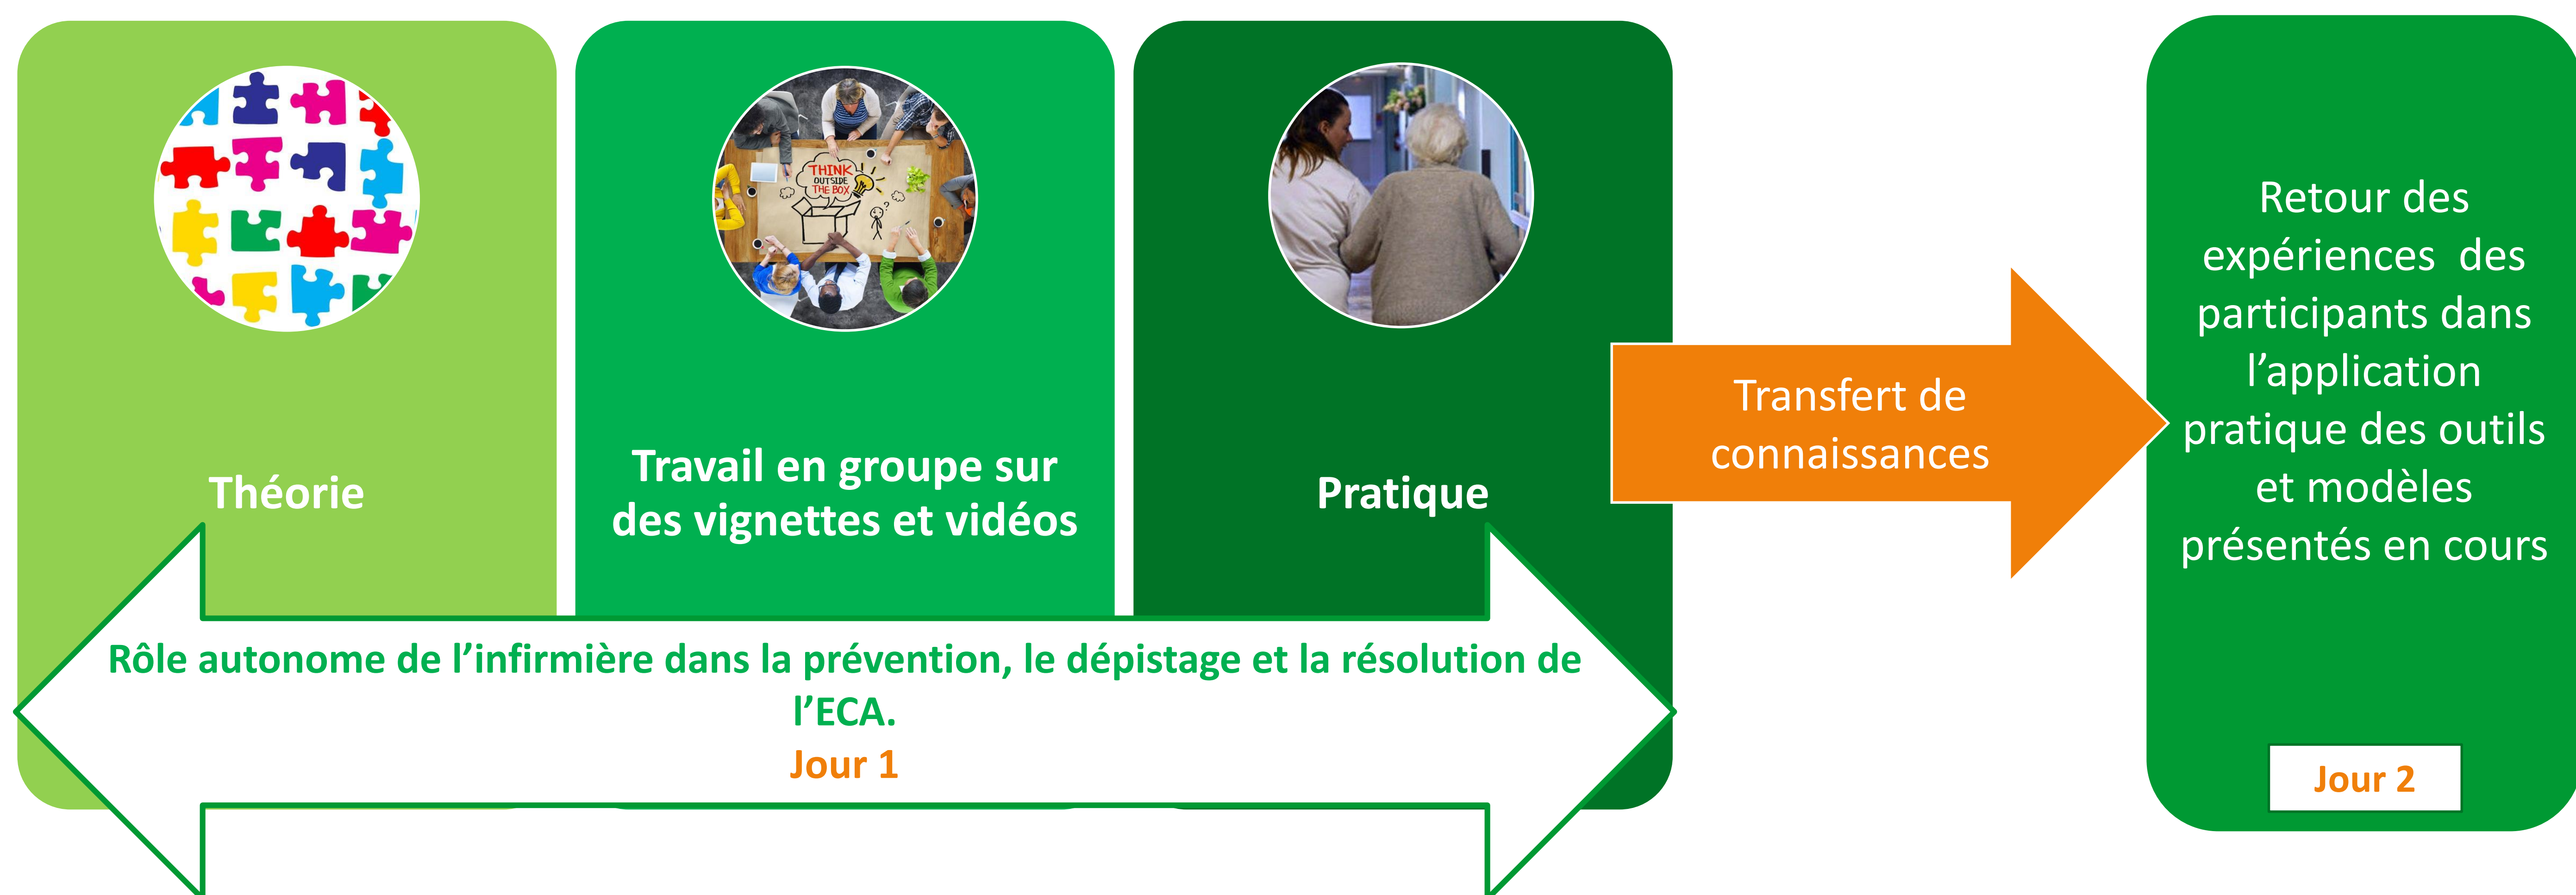 THINK
OUTSIDE
THE BOX
?
Théorie
Travail en groupe sur
des vignettes et vidéos
Pratique
Rôle autonome de l’infirmière dans la prévention, le dépistage et la résolution de
l’ECA.
Jour 1
Transfert de
connaissances
Retour des
expériences  des
participants dans
l’application
pratique des outils
et modèles
présentés en cours
Jour 2